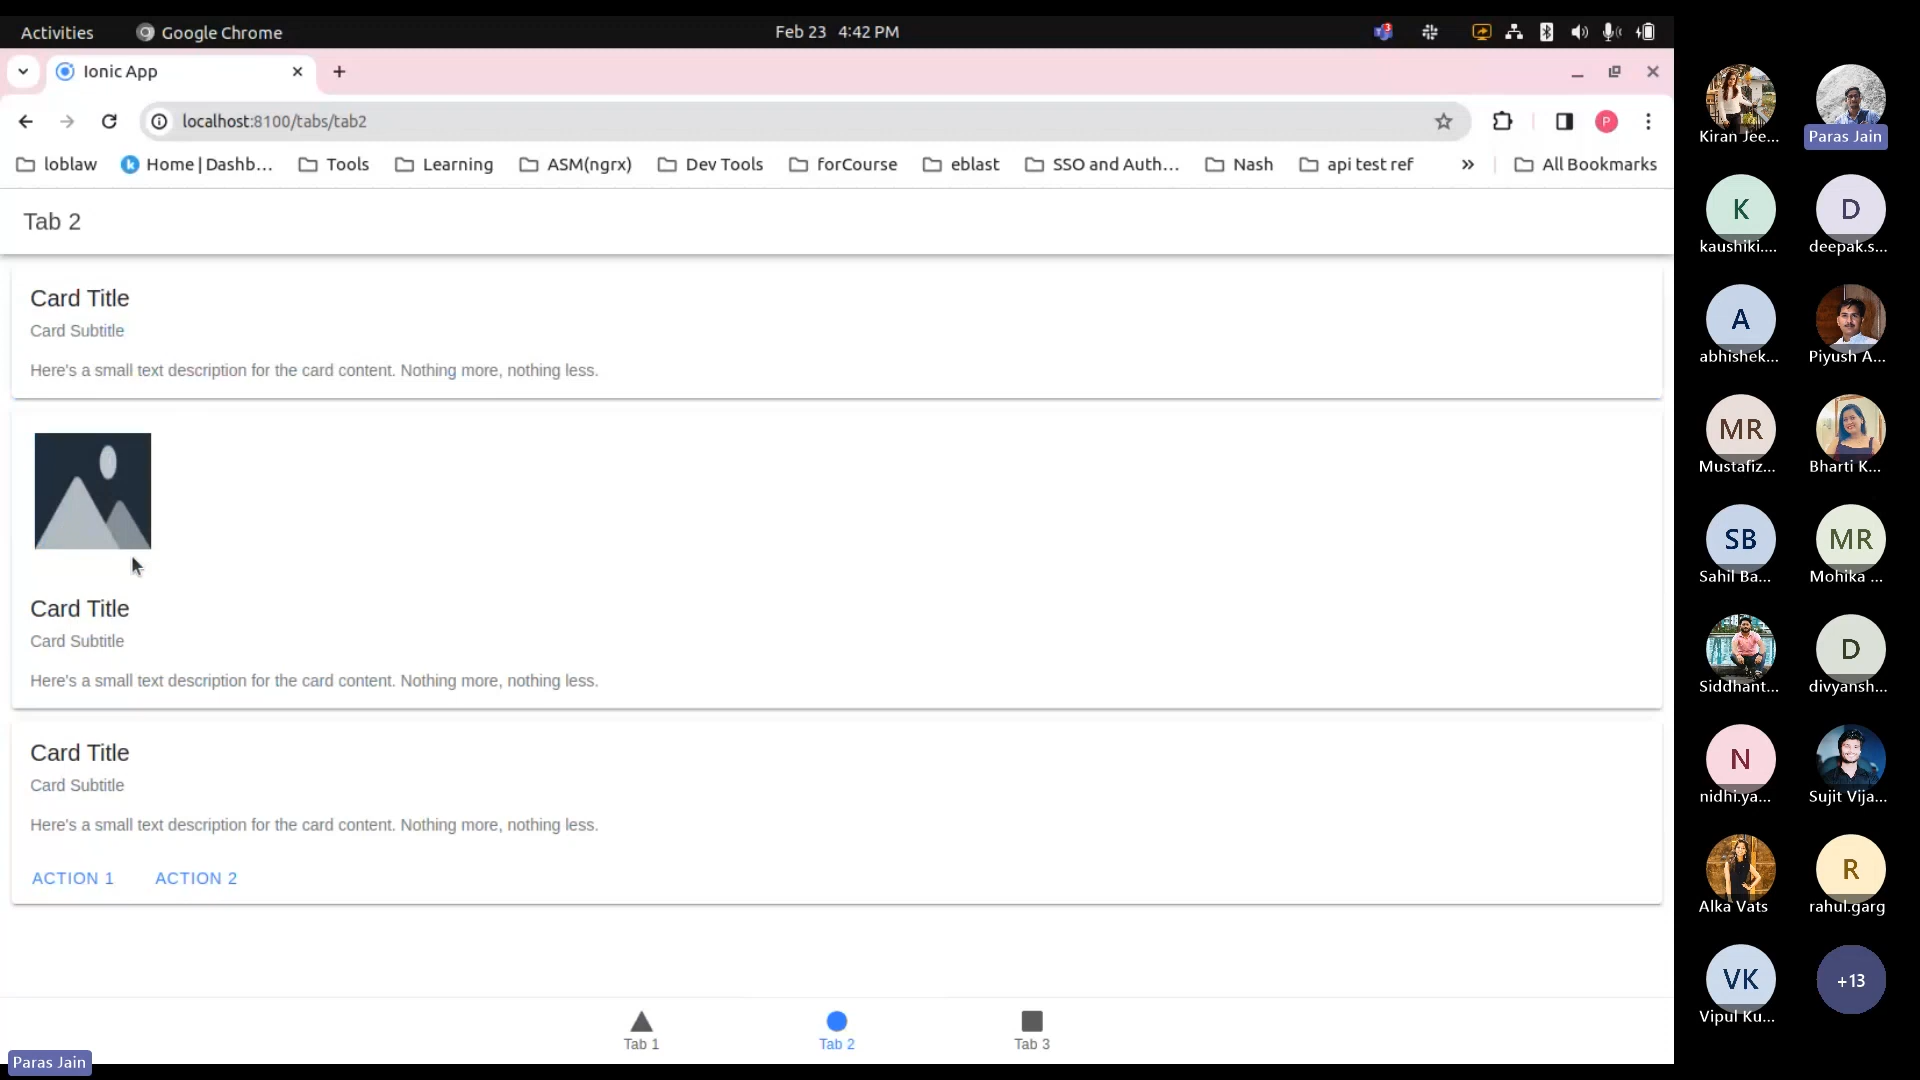 Activities
Google Chrome
Feb 23 4:42 PM
3
Ionic App
localhost:8100/tabs/tab2
P
loblaw
k
Home | Dashb...
Tools
Learning
ASM(ngrx)
Dev Tools
forCourse
eblast
SSO and Auth...
Nash
api test ref
All Bookmarks
Tab 2
Card Title
Card Subtitle
Here's a small text description for the card content. Nothing more, nothing less.
Card Title
Card Subtitle
Here's a small text description for the card content. Nothing more, nothing less.
Card Title
Card Subtitle
Here's a small text description for the card content. Nothing more, nothing less.
ACTION 1 ACTION 2
Tab 1
Tab 2
Tab 3
Paras Jain
Kiran Jee...
Paras Jain
K
kaushiki....
D
deepak.s...
A
abhishek...
Piyush A...
MR
Mustafiz...
Bharti K...
SB
Sahil Ba...
MR
Mohika ...
Siddhant...
D
divyansh...
N
nidhi.ya...
Sujit Vija...
Alka Vats
R
rahul.garg
VK
Vipul Ku...
+13